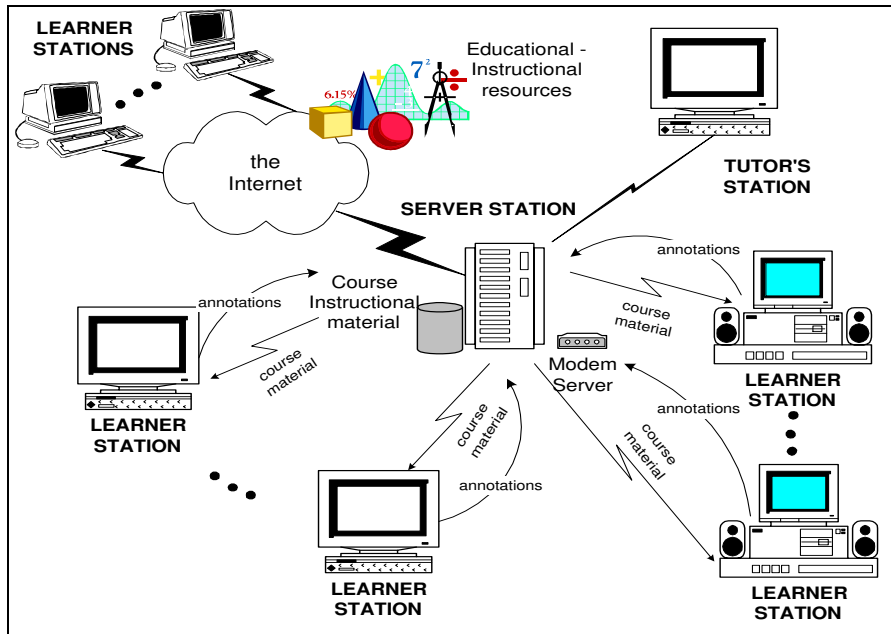 LEARNER
STATIONS
6.15%
+
7²
Educational -
Instructional
resources
the
Internet
TUTOR'S
STATION
SERVER STATION
annotations
course
material
annotations
Course
Instructional
material
course
material
Modem
Server
LEARNER
STATION
LEARNER
STATION
annotations
course
material
course
material
annotations
LEARNER
STATION
LEARNER
STATION